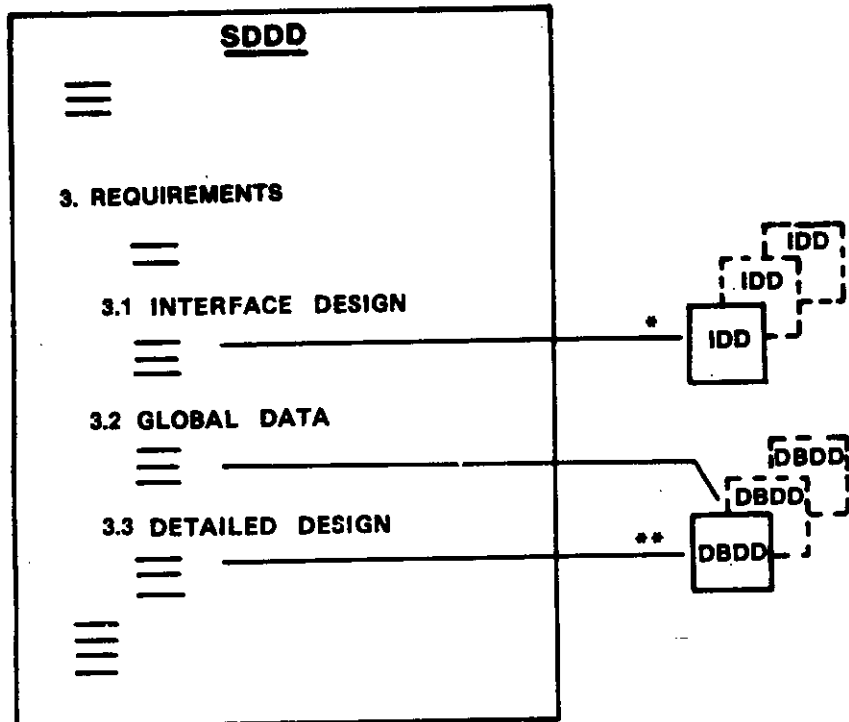 SDDD
3. REQUIREMENTS
IDD
IDD
3.1 INTERFACE DESIGN
*
IDD
3.2 GLOBAL DATA
DBDD
DBDD
3.3 DETAILED DESIGN
**
DBDD